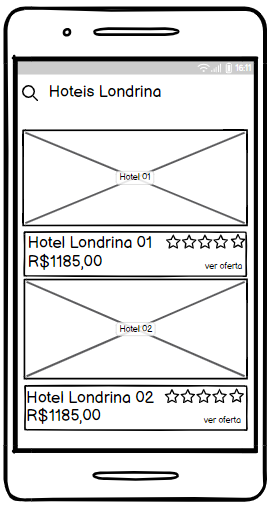 16:11
Hoteis Londrina
Hotel 01
Hotel Londrina 01
R$1185,00
ver oferta
Hotel 02
Hotel Londrina 02
R$1185,00
ver oferta